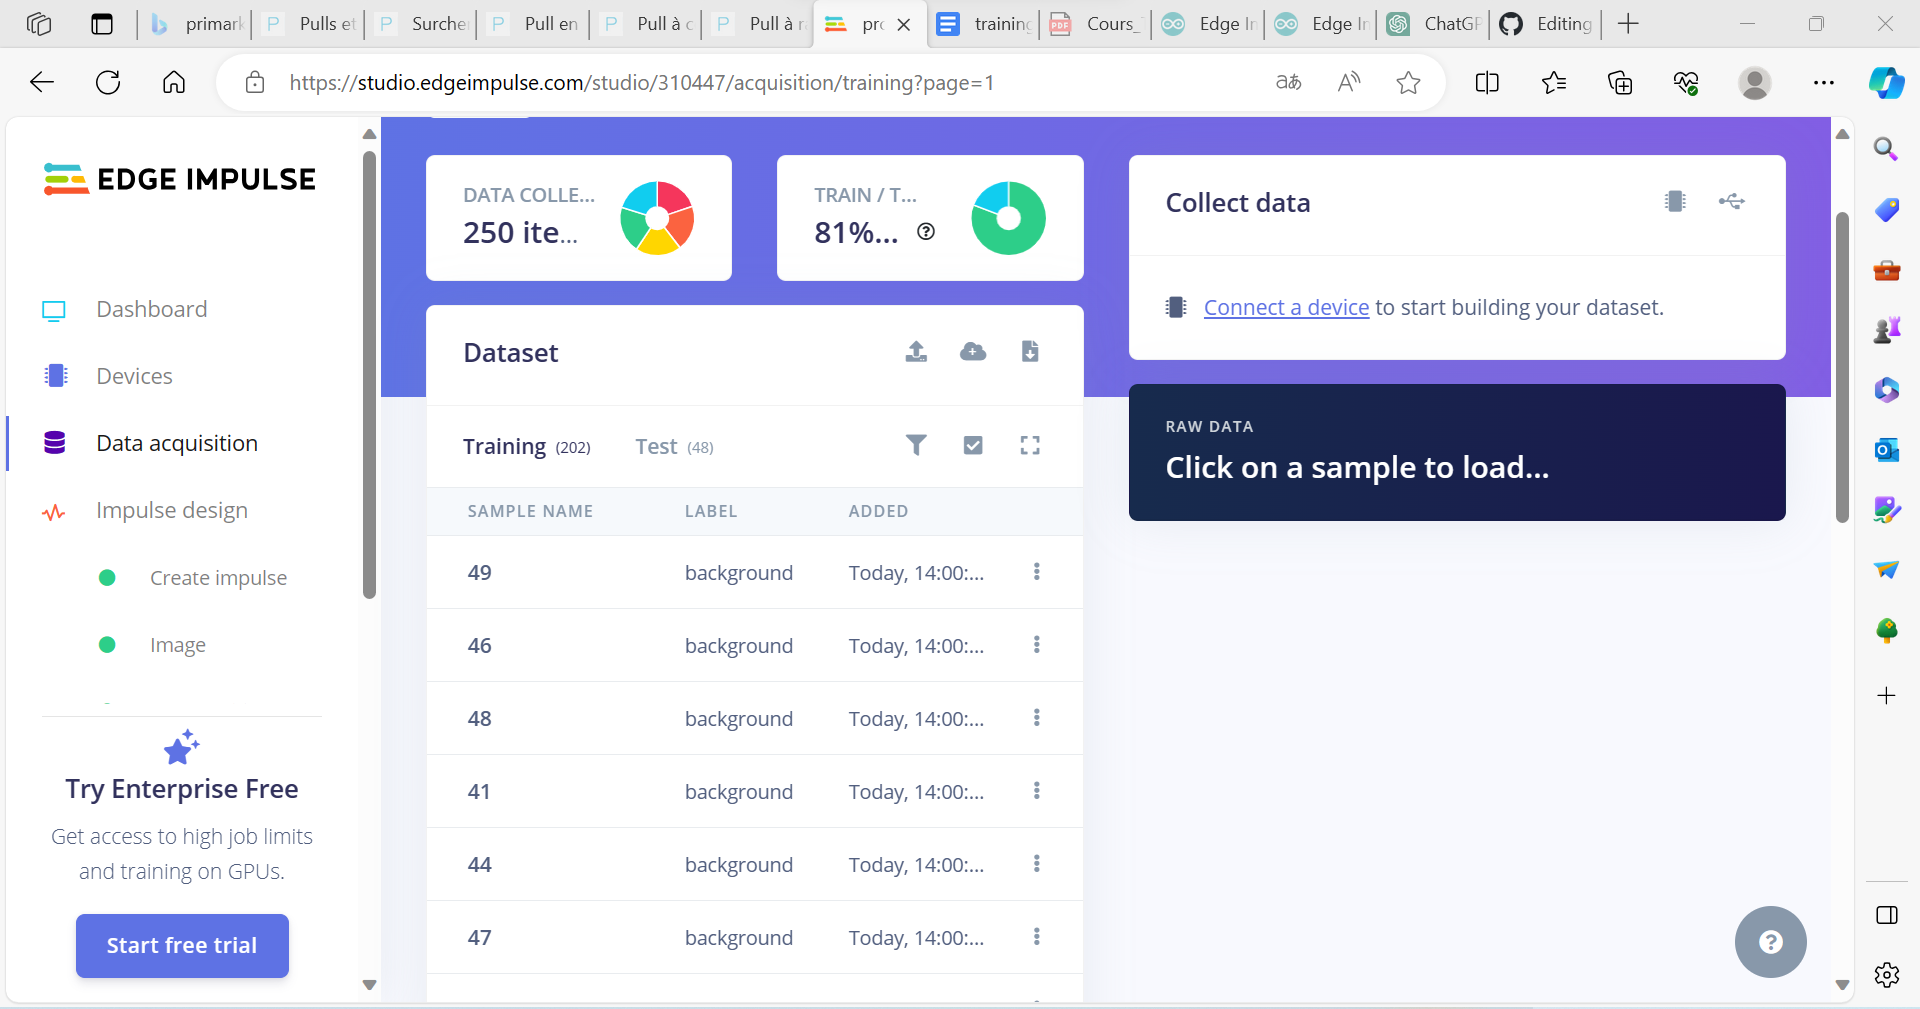 primark
Pulls et
Surche
Pull en
Pull à c
Pull à ra
pro
training
Cours_
Edge In
Edge In
ChatGP
Editing
https://studio.edgeimpulse.com/studio/310447/acquisition/training?page=1
EDGE IMPULSE
Dashboard
Devices
Data acquisition
Impulse design
Create impulse
Image
Try Enterprise Free
Get access to high job limits
and training on GPUs.
Start free trial
DATA COLLE...
250 ite...
TRAIN / T...
81%...
Dataset
Training (202)
Test (48)
SAMPLE NAME LABEL ADDED
49 background Today, 14:00:...
46 background Today, 14:00:...
48 background Today, 14:00:...
41 background Today, 14:00:...
44 background Today, 14:00:...
47 background Today, 14:00:...
Collect data
Connect a device to start building your dataset.
RAW DATA
Click on a sample to load...